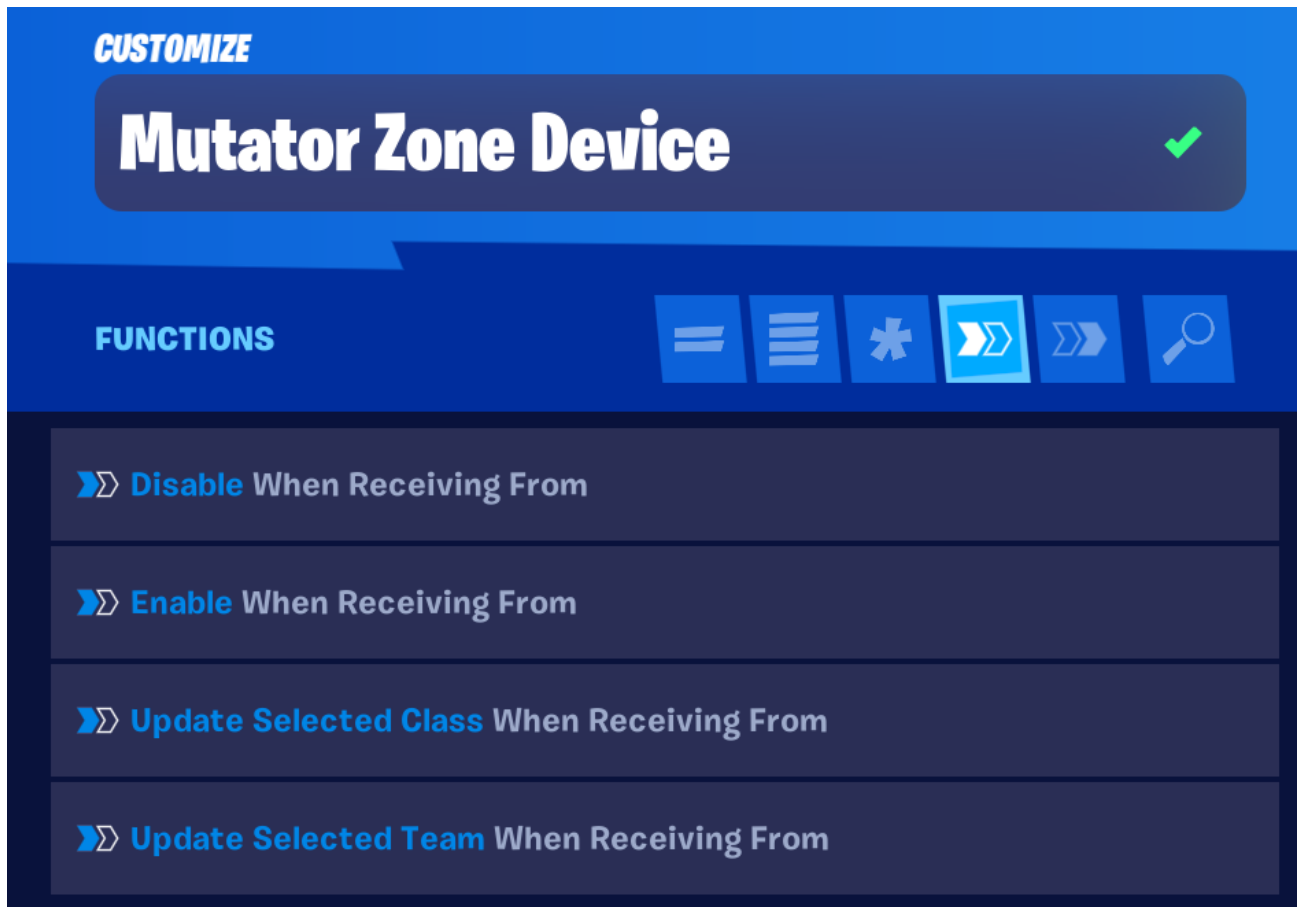 CUSTOMIZE
Mutator Zone Device
FUNCTIONS
Disable When Receiving From
Enable When Receiving From
Update Selected Class When Receiving From
Update Selected Team When Receiving From